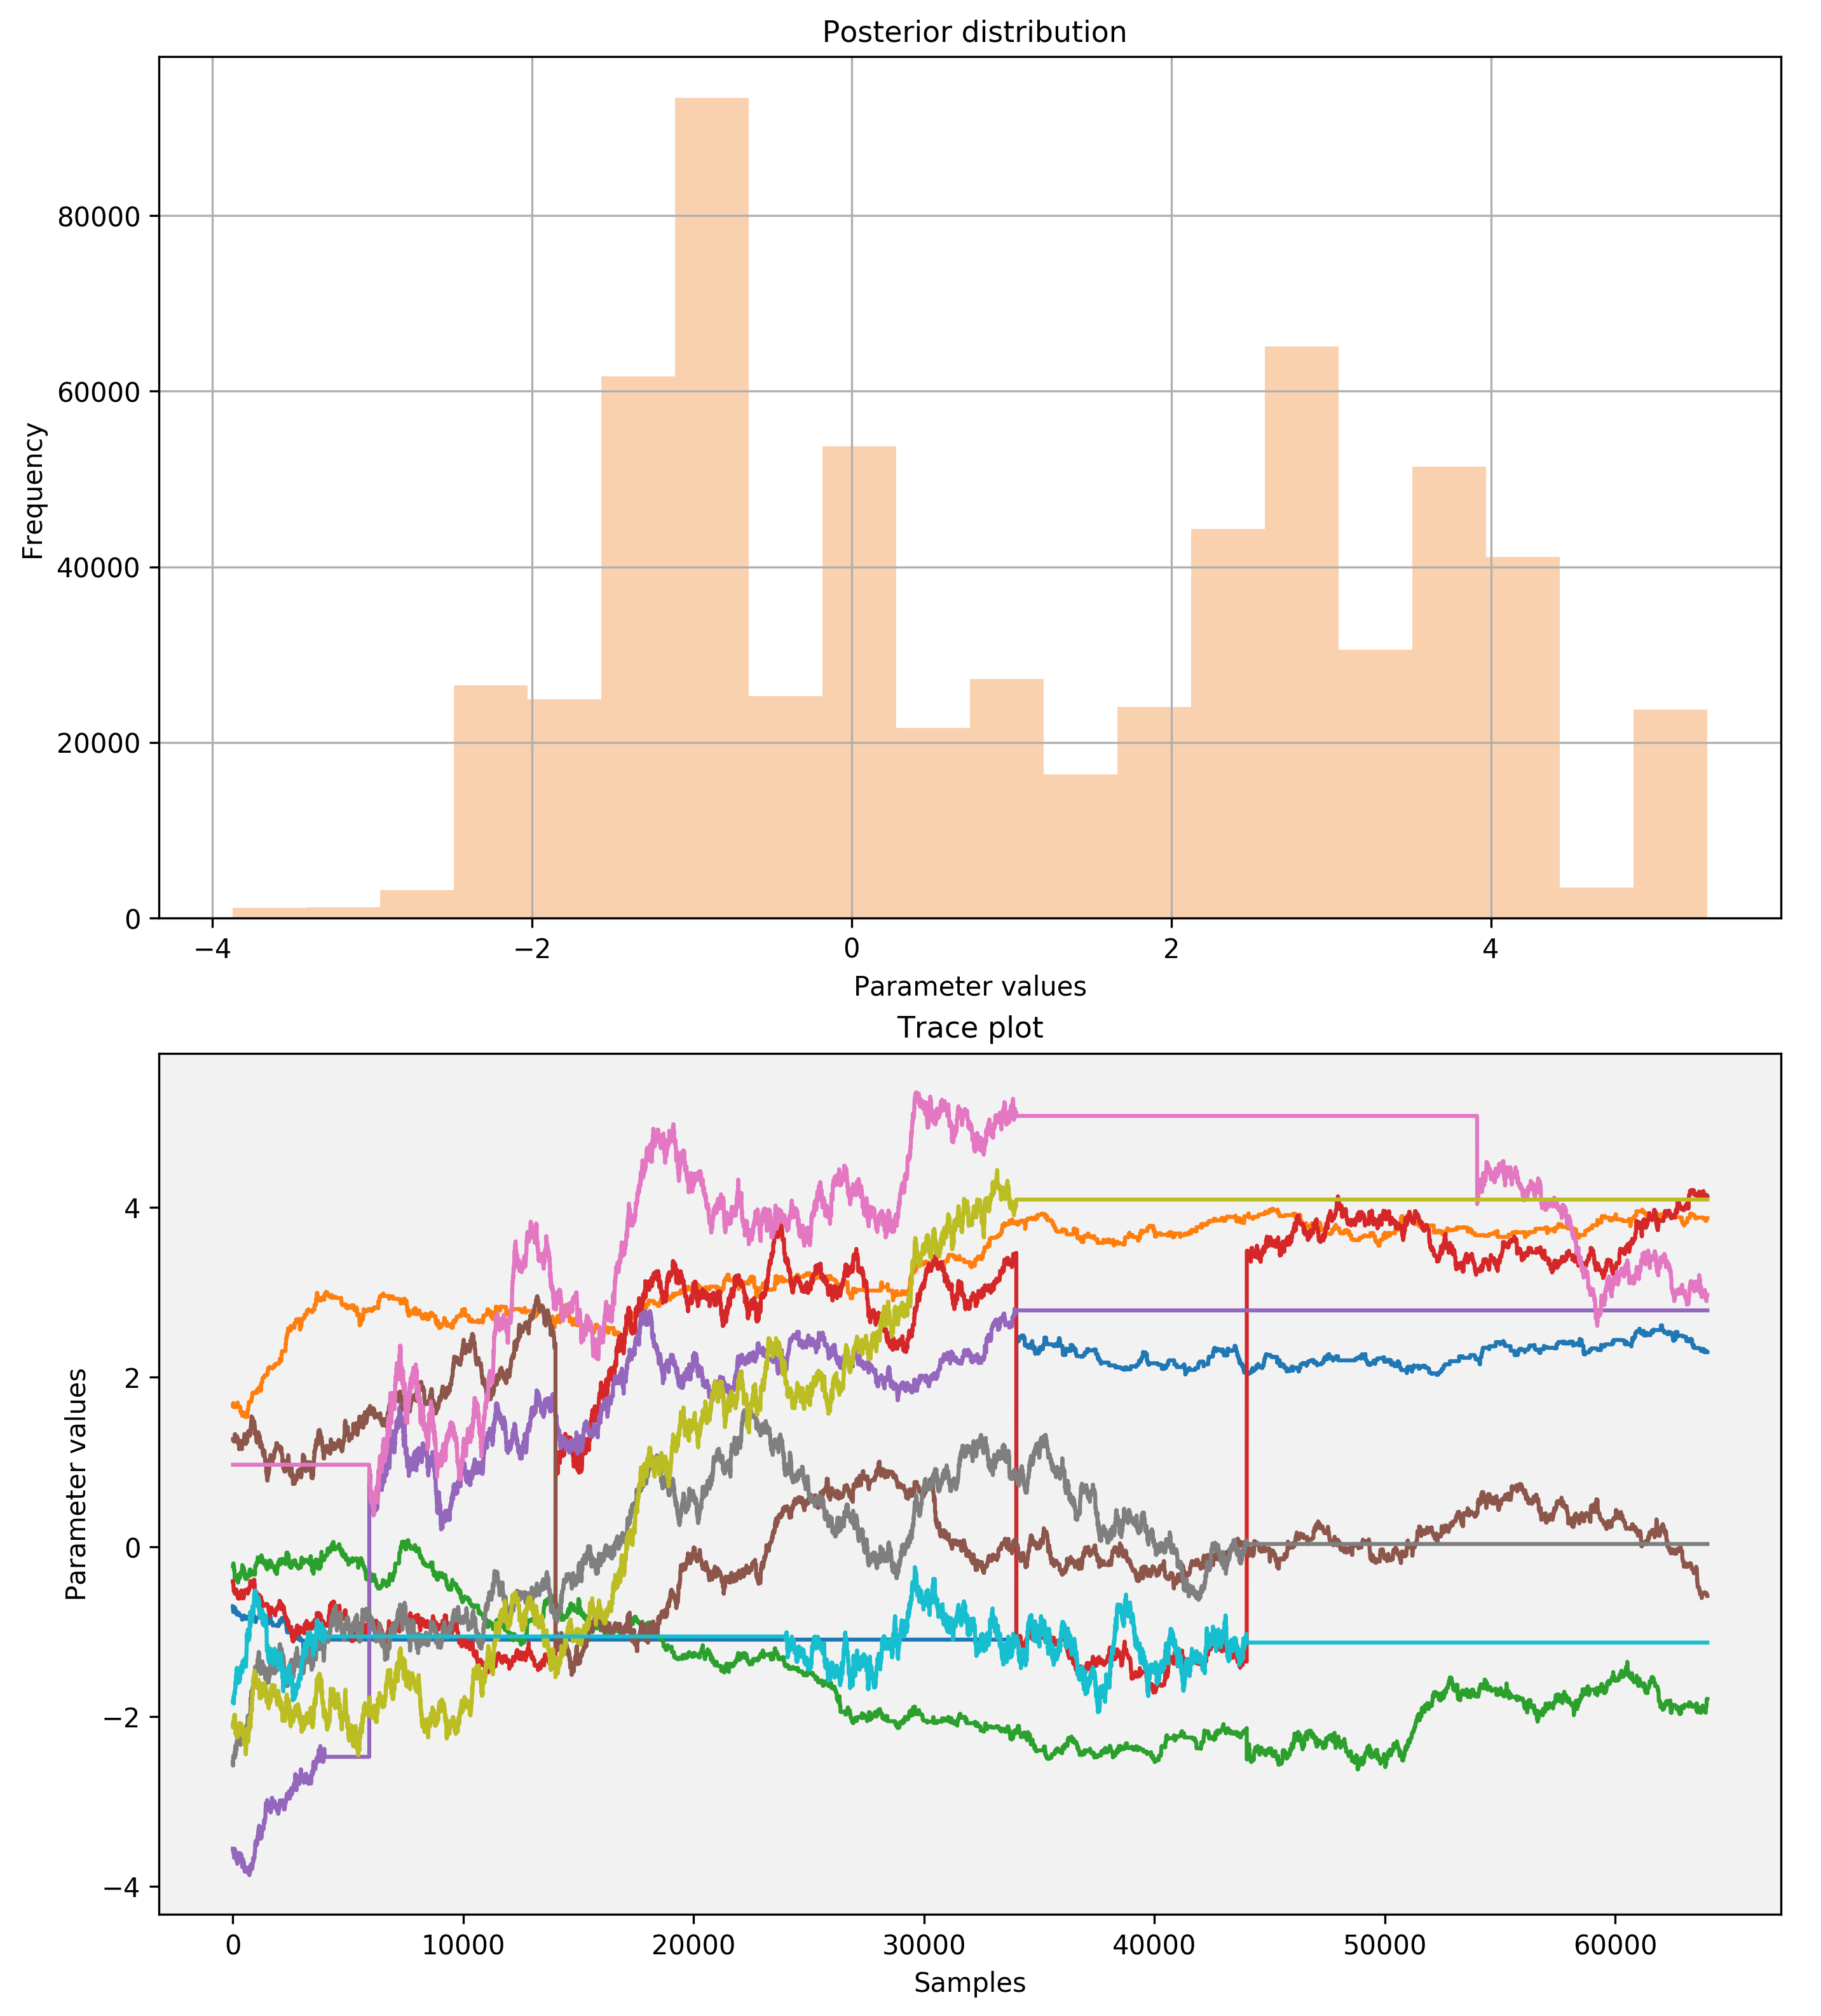 Posterior distribution
80000
60000
40000
20000
0
Frequency
−4 −2 0 2 4
Parameter values
Trace plot
4
2
0
−2
−4
Parameter values
0 10000 20000 30000 40000 50000 60000
Samples